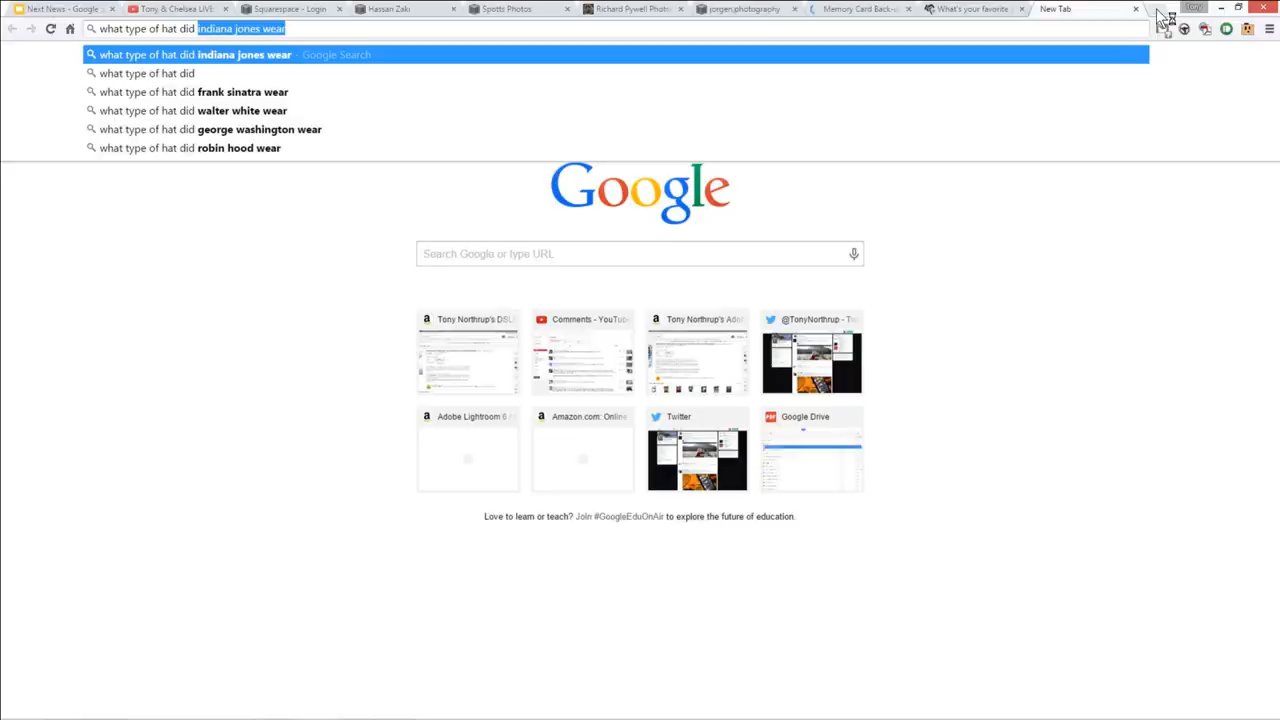 Next News - Google
Tony & Chelsea LIVE
Squarespace - Login
Hassan Zaki
Spotts Photos
Richard Pywell Photo
jorgen.photography
Memory Card Back-
What's your favorite
New Tab
Tony
what type of hat did indiana jones wear
what type of hat did indiana jones wear - Google Search
what type of hat did
what type of hat did frank sinatra wear
what type of hat did walter white wear
what type of hat did george washington wear
what type of hat did robin hood wear
Google
Search Google or type URL
Tony Northrup's DSL
Comments - YouTube
Tony Northrup's Ado
@TonyNorthrup - T
Adobe Lightroom 6
Amazon.com: Online
Twitter
Google Drive
Love to learn or teach? Join #GoogleEduOnAir to explore the future of education.